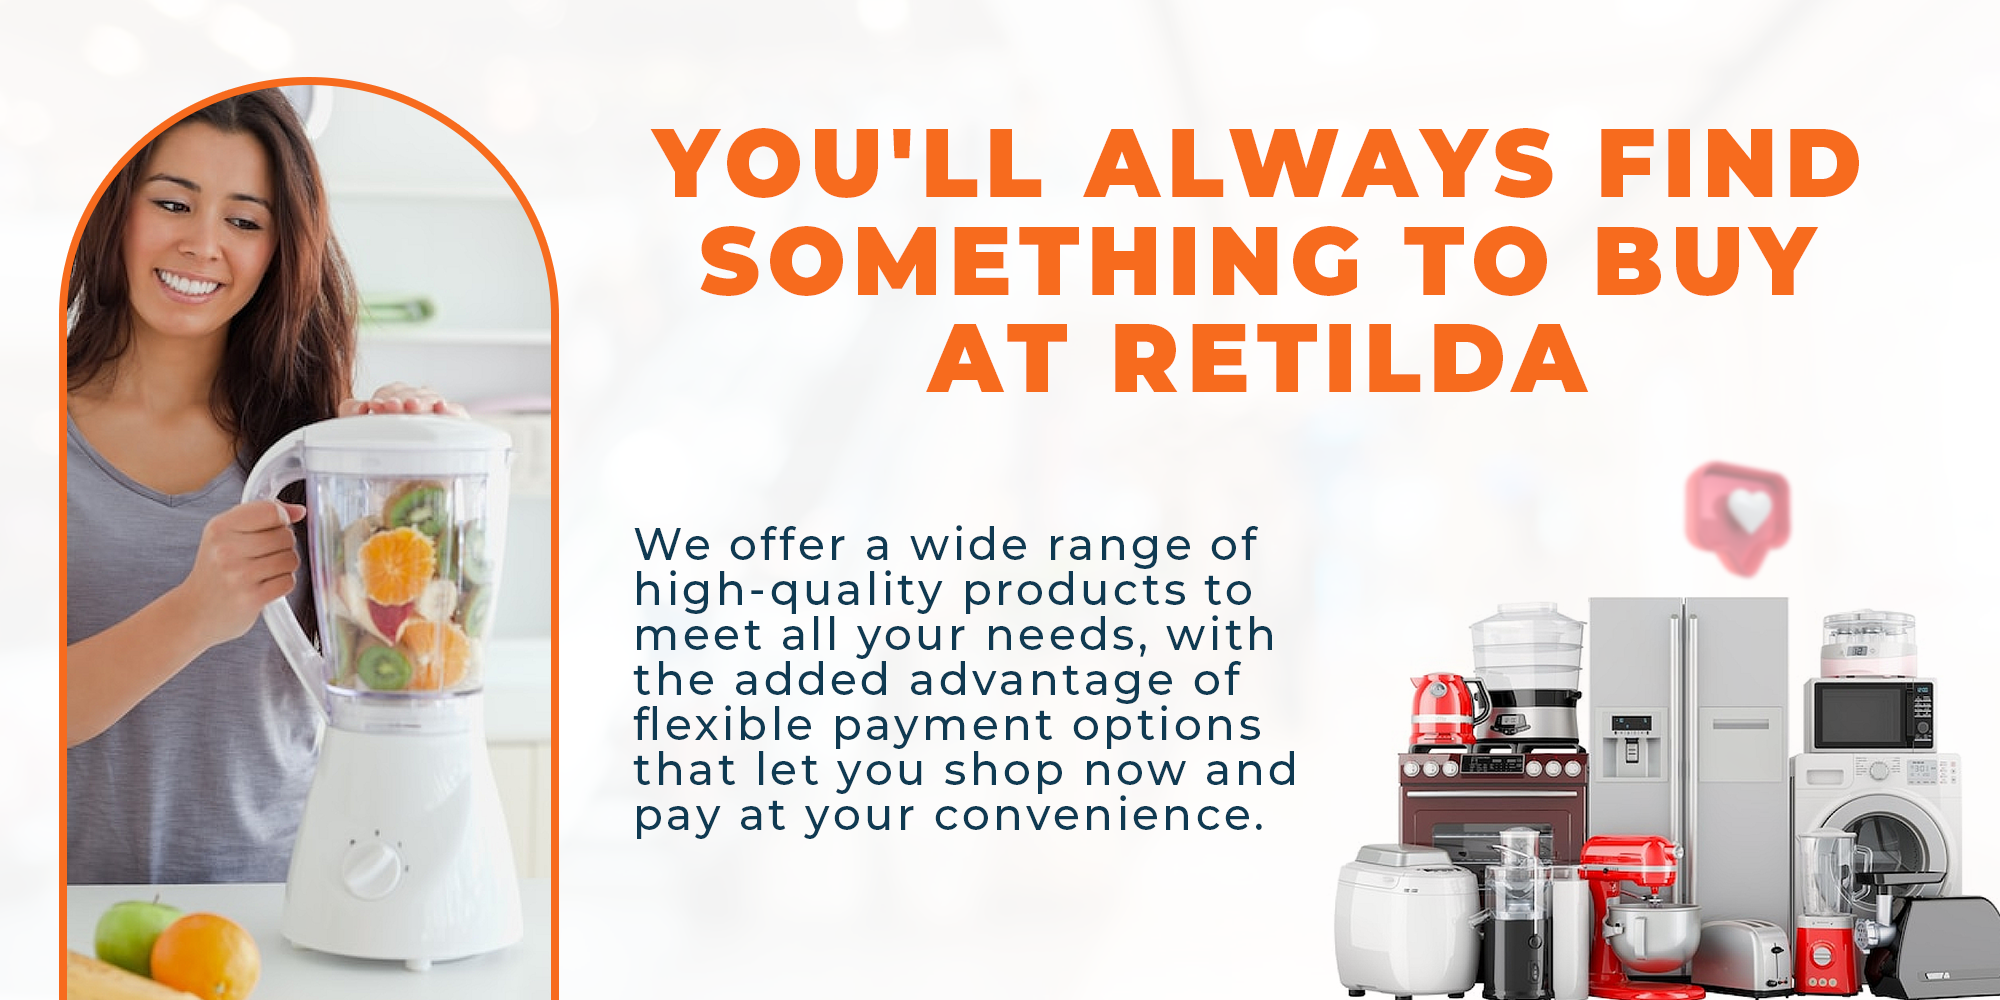 YOU'LL ALWAYS FIND
SOMETHING TO BUY
AT RETILDA
We offer a wide range of
high-quality products to
meet all your needs, with
the added advantage of
flexible payment options
that let you shop now and
pay at your convenience.